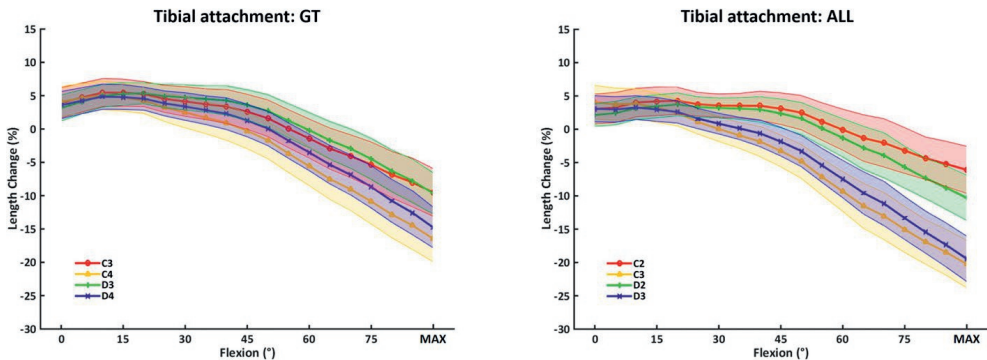 Tibial attachment: GT
Length Change (%)
10
5
0
-5
-10
-15
-20
-25
-30
C3
C4
D3
D4
0 15 30 45 60 75 MAX
Flexion (°)
Tibial attachment: ALL
Length Change (%)
15
10
5
0
-5
-10
-15
-20
-25
-30
C2
C3
D2
D3
0 15 30 45 60 75 MAX
Flexion (°)